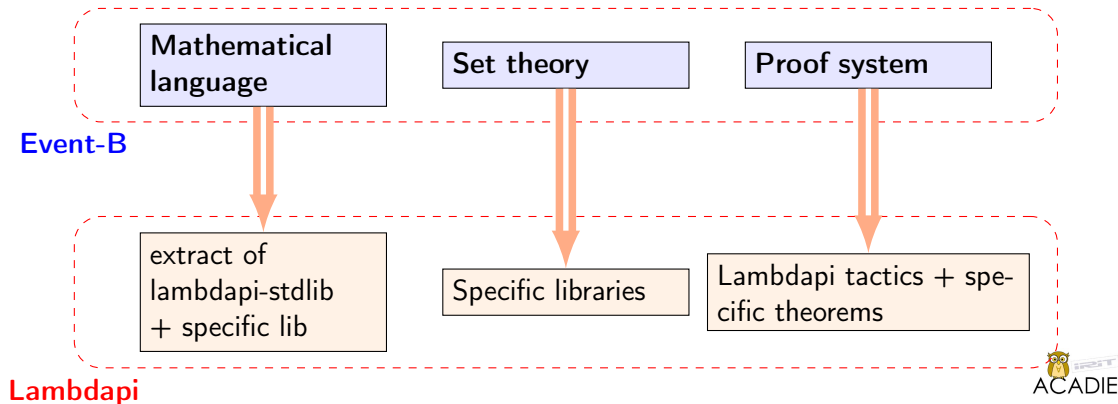 Mathematical
language
Set theory
Proof system
Event-B
extract of
lambdapi-stdlib
+ specific lib
Specific libraries
Lambdapi tactics + spe-
cific theorems
Lambdapi
IRIT
ACADIE